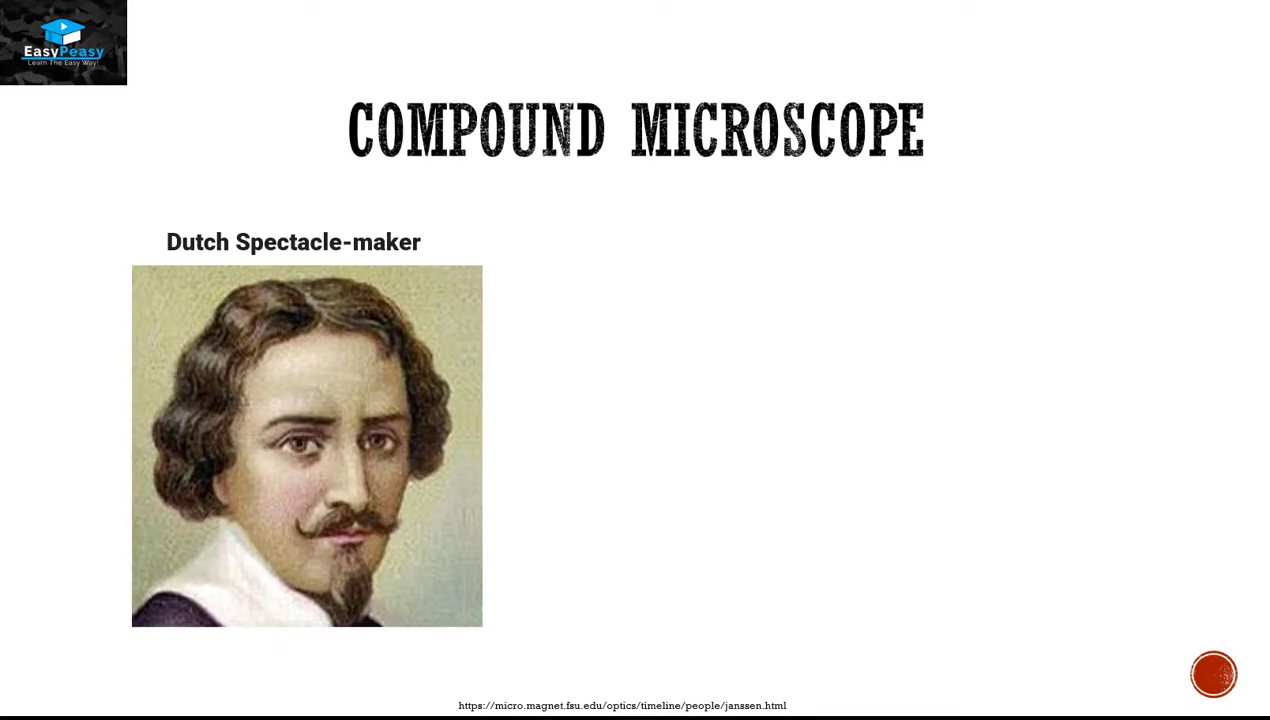 EasyPeasy
Learn The Easy Way!
COMPOUND MICROSCOPE
Dutch Spectacle-maker
https://micro.magnet.fsu.edu/optics/timeline/people/janssen.html